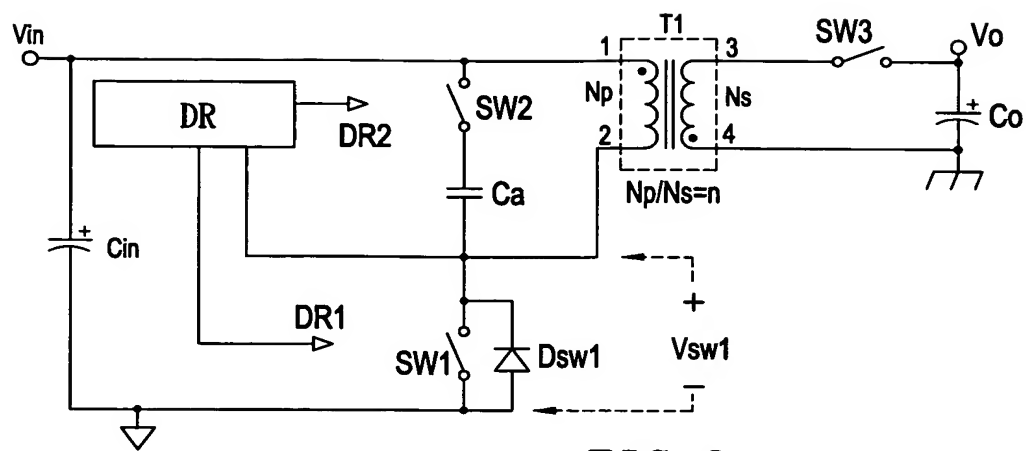 Vin
T1
SW3
Vo
1
3
Np
Ns
2
4
Np/Ns=n
+
Co
DR
DR2
SW2
Ca
+
Cin
DR1
SW1
Dsw1
+
Vsw1
−